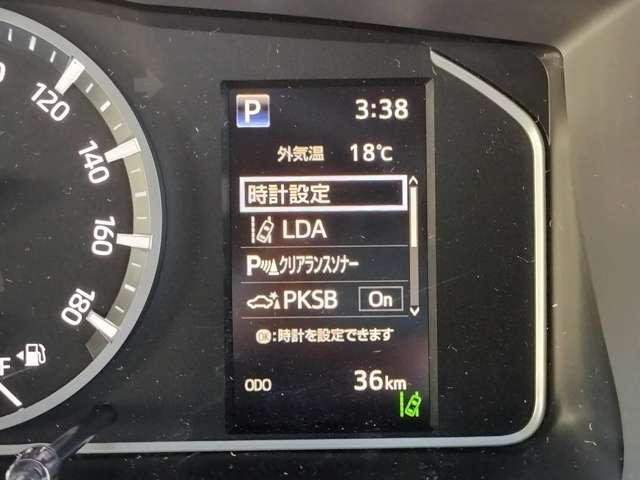 120
140
160
180
F
P 3:38
外気温 18℃
時計設定
LDA
P クリアランスソナー
PKSB On
OK:時計を設定できます
ODO 36km